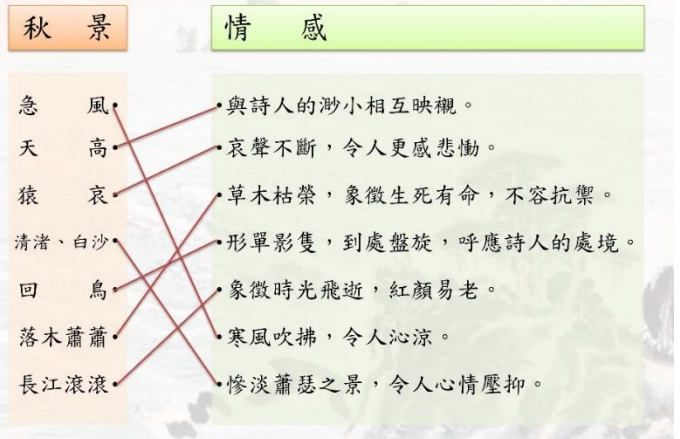 秋景 情感
急風 • • 與詩人的渺小相互映襯。
天高 • • 哀聲不斷，令人更感悲慟。
猿哀 • • 草木枯榮，象徵生死有命，不容抗禦。
清渚、白沙 • • 形單影隻，到處盤旋，呼應詩人的處境。
回鳥 • • 象徵時光飛逝，紅顏易老。
落木蕭蕭 • • 寒風吹拂，令人沁涼。
長江滾滾 • • 慘淡蕭瑟之景，令人心情壓抑。